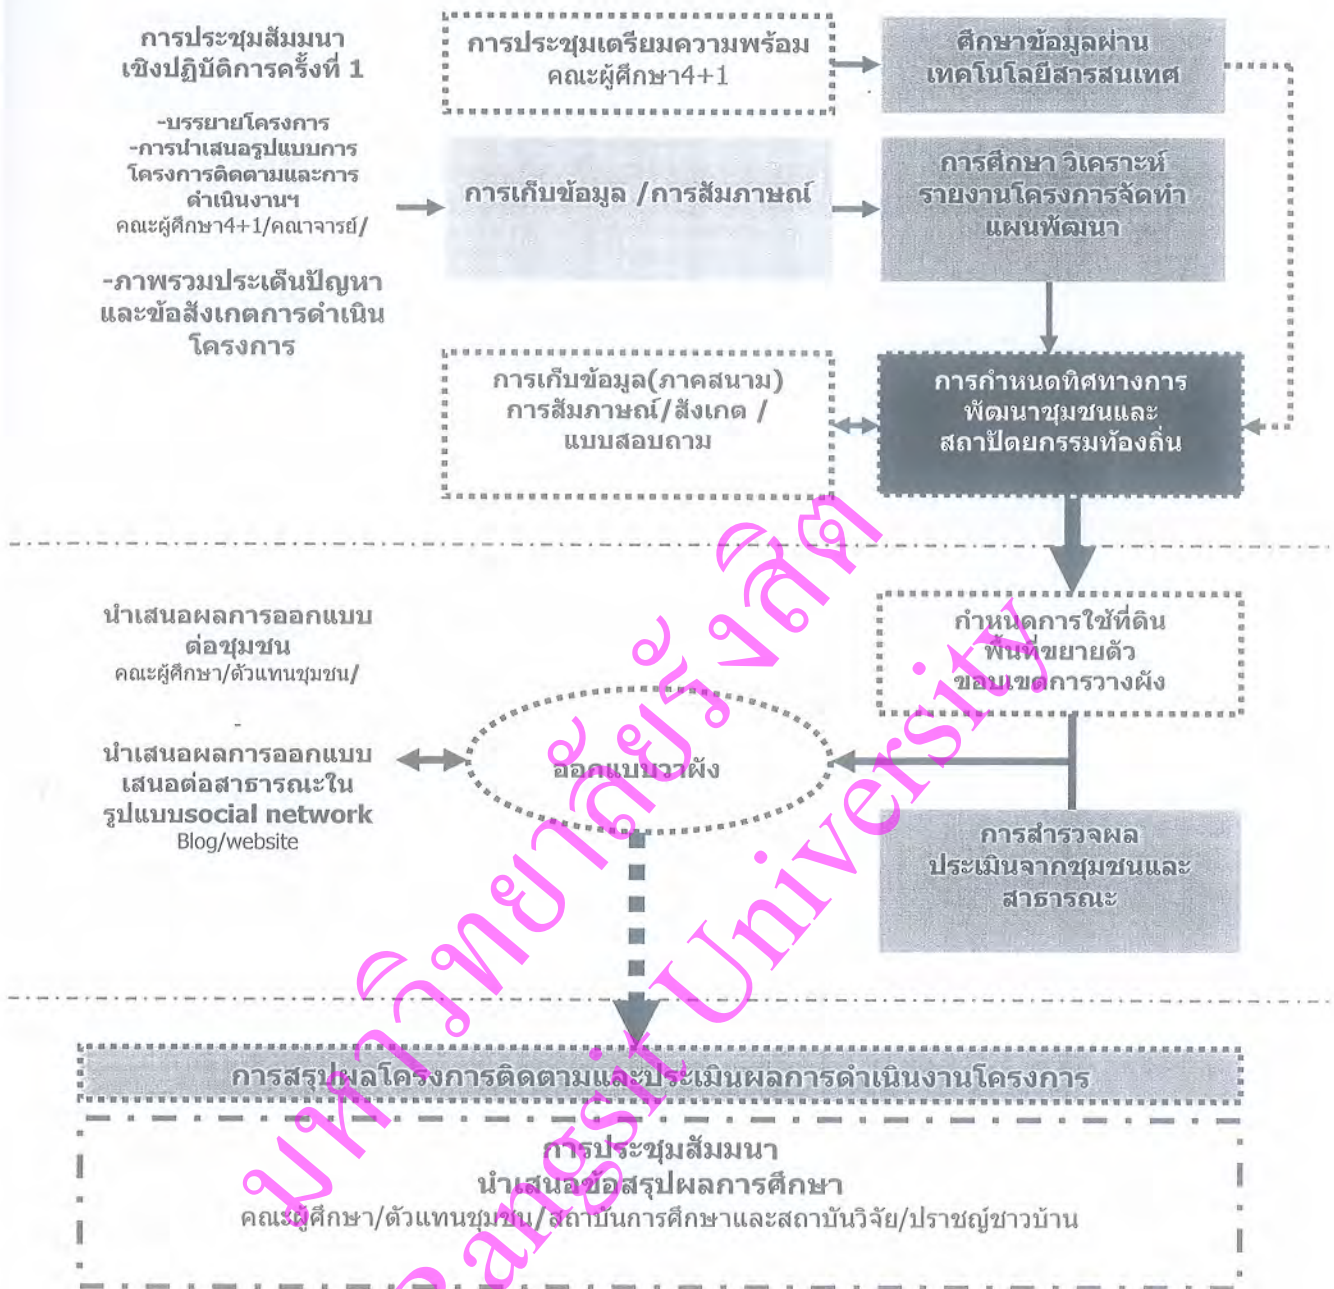 การประชุมสัมมนา
เชิงปฏิบัติการครั้งที่ 1
-บรรยายโครงการ
-การนำเสนอรูปแบบการ
โครงการติดตามและการ
ดำเนินงานฯ
คณะผู้ศึกษา4+1/คณาจารย์/
-ภาพรวมประเด็นปัญหา
และข้อสังเกตการดำเนิน
โครงการ
การประชุมเตรียมความพร้อม
คณะผู้ศึกษา4+1
ศึกษาข้อมูลผ่าน
เทคโนโลยีสารสนเทศ
การเก็บข้อมูล /การสัมภาษณ์
การศึกษา วิเคราะห์
รายงานโครงการจัดทำ
แผนพัฒนา
การเก็บข้อมูล(ภาคสนาม)
การสัมภาษณ์/สังเกต /
แบบสอบถาม
การกำหนดทิศทางการ
พัฒนาชุมชนและ
สถาปัตยกรรมท้องถิ่น
นำเสนอผลการออกแบบ
ต่อชุมชน
คณะผู้ศึกษา/ตัวแทนชุมชน/
-
นำเสนอผลการออกแบบ
เสนอต่อสาธารณะใน
รูปแบบsocial network
Blog/website
ออกแบบวาผัง
กำหนดการใช้ที่ดิน
พื้นที่ขยายตัว
ขอบเขตการวางผัง
การสำรวจผล
ประเมินจากชุมชนและ
สาธารณะ
การสรุปผลโครงการติดตามและประเมินผลการดำเนินงานโครงการ
การประชุมสัมมนา
นำเสนอข้อสรุปผลการศึกษา
คณะผู้ศึกษา/ตัวแทนชุมชน/สถาบันการศึกษาและสถาบันวิจัย/ปราชญ์ชาวบ้าน
มหาวิทยาลัยรังสิต
Rangsit University